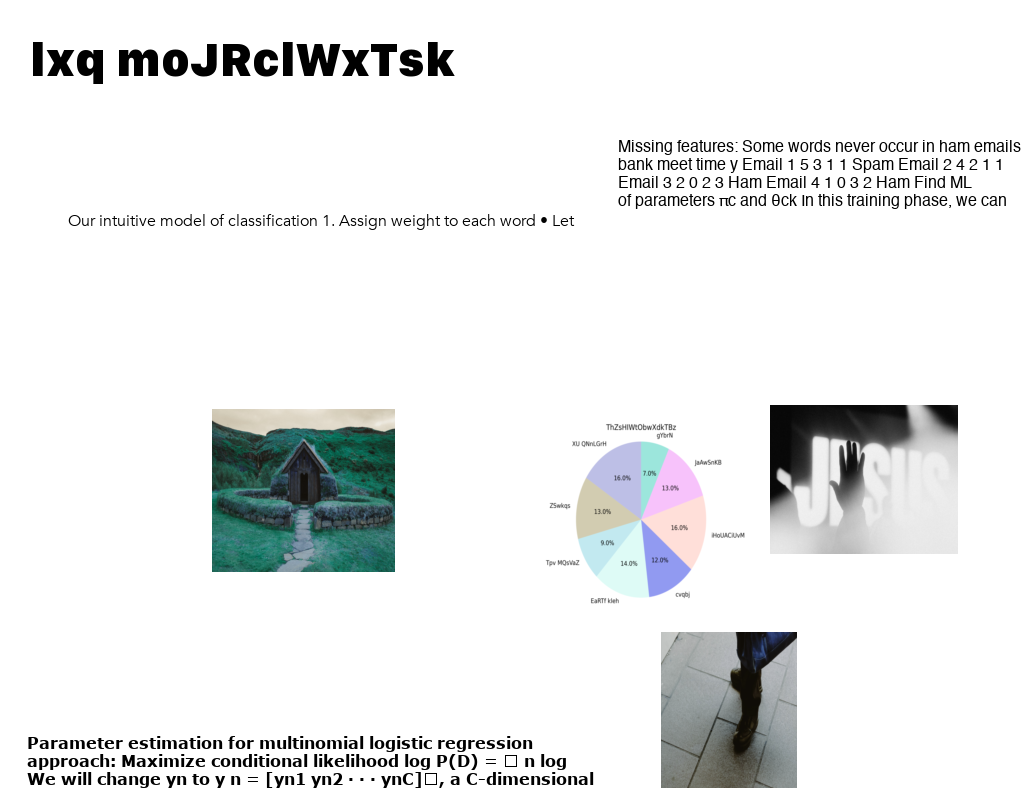 lxq moJRclWxTsk
Missing features: Some words never occur in ham emails
bank meet time y Email 1 5 3 1 1 Spam Email 2 4 2 1 1
Email 3 2 0 2 3 Ham Email 4 1 0 3 2 Ham Find ML
of parameters πc and θck In this training phase, we can
Our intuitive model of classification 1. Assign weight to each word • Let
ThZsHIWtObwXdkTBz
gYbrN
XU QNnLGrH
JaAwSnKB
7.0%
16.0%
13.0%
ZSwkqs
13.0%
16.0%
iHoUACiUvM
9.0%
12.0%
Tpv MQsVaZ
14.0%
cvqbj
EaRTf kleh
JESUS
Parameter estimation for multinomial logistic regression
approach: Maximize conditional likelihood log P(D) = □ n log
We will change yn to y n = [yn1 yn2 · · · ynC]□, a C-dimensional